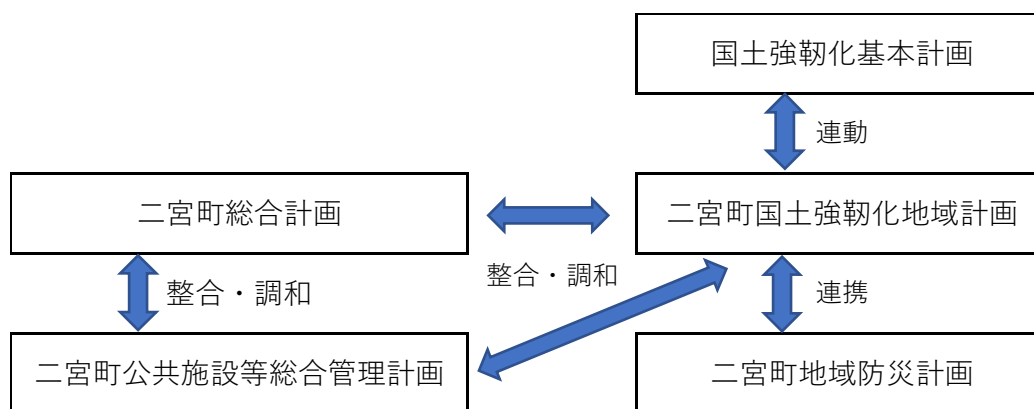 国土強靭化基本計画
連動
二宮町総合計画
二宮町国土強靭化地域計画
整合・調和
整合・調和
連携
二宮町公共施設等総合管理計画
二宮町地域防災計画